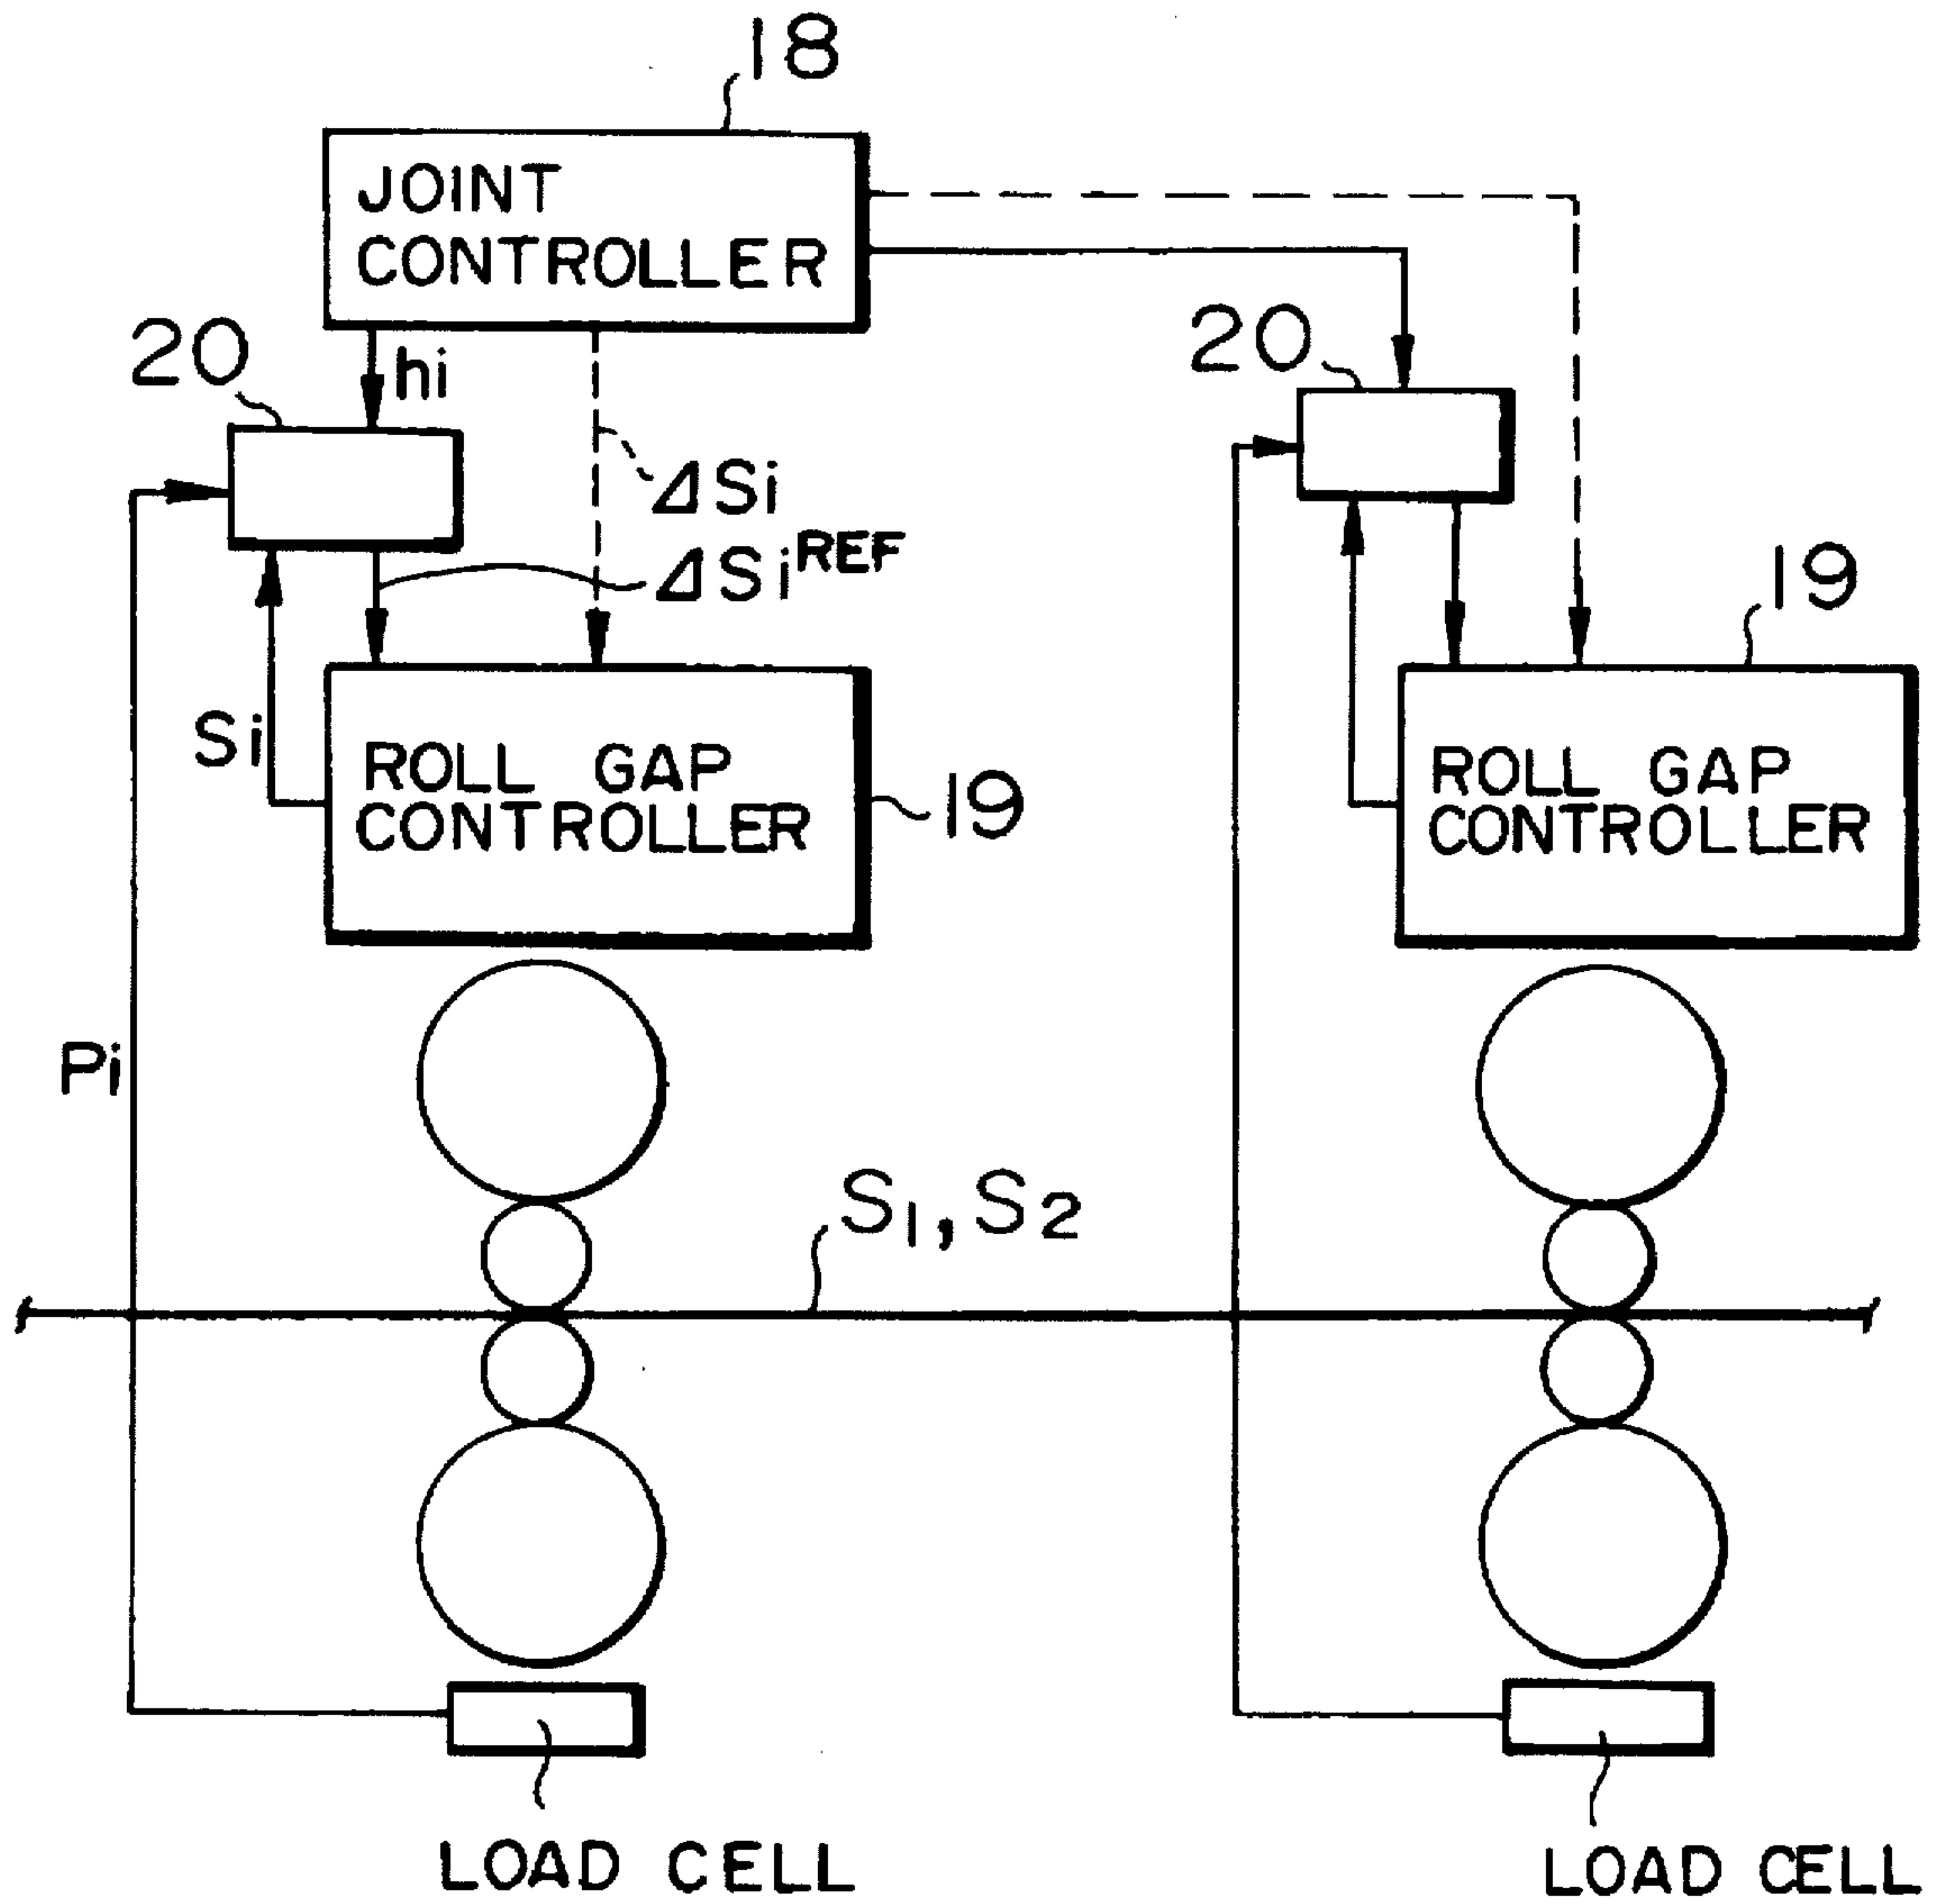 18
JOINT
CONTROLLER
20
hi
20
ΔSi
ΔSi^REF
19
Si
ROLL GAP
CONTROLLER
19
ROLL GAP
CONTROLLER
Pi
S1, S2
LOAD CELL
LOAD CELL